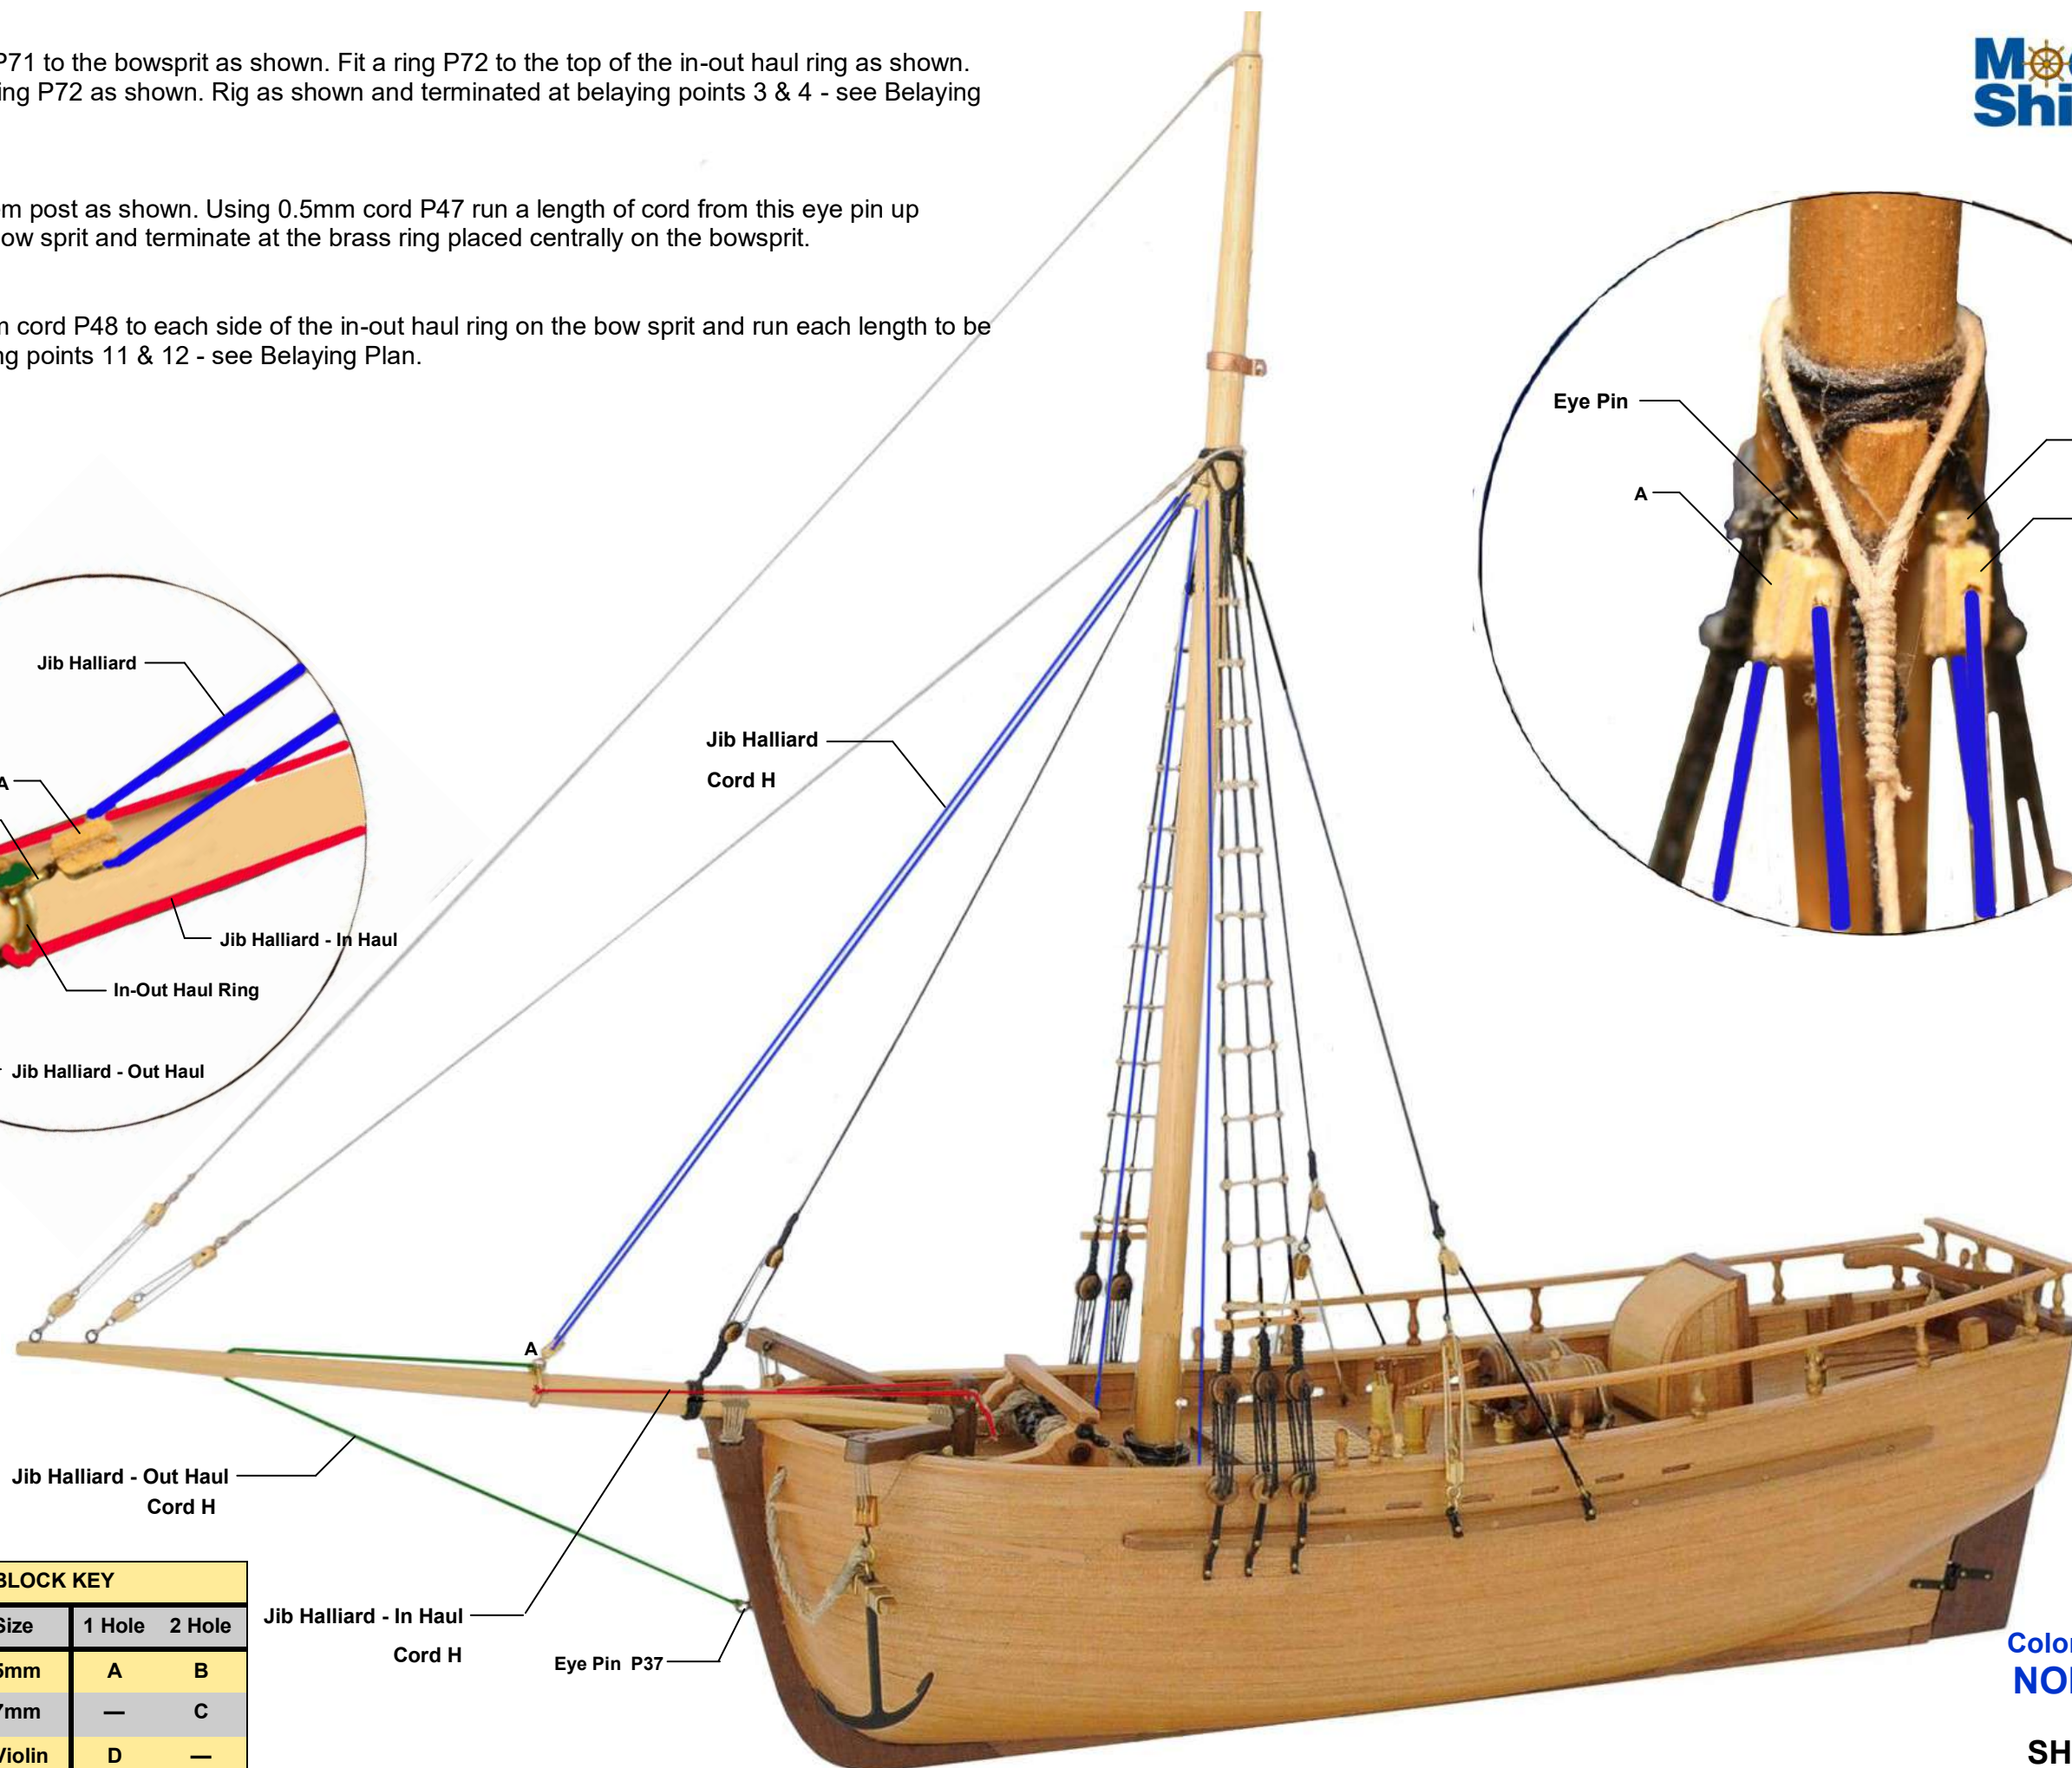 P71 to the bowsprit as shown. Fit a ring P72 to the top of the in-out haul ring as shown.
ing P72 as shown. Rig as shown and terminated at belaying points 3 & 4 - see Belaying
m post as shown. Using 0.5mm cord P47 run a length of cord from this eye pin up
ow sprit and terminate at the brass ring placed centrally on the bowsprit.
m cord P48 to each side of the in-out haul ring on the bow sprit and run each length to be
ng points 11 & 12 - see Belaying Plan.
Shi
Eye Pin
A
Jib Halliard
A
Jib Halliard - In Haul
In-Out Haul Ring
Jib Halliard - Out Haul
Jib Halliard
Cord H
A
Jib Halliard - Out Haul
Cord H
Jib Halliard - In Haul
Cord H
Eye Pin P37
BLOCK KEY
Size 1 Hole 2 Hole
5mm A B
7mm — C
Violin D —
Color
NO
SH